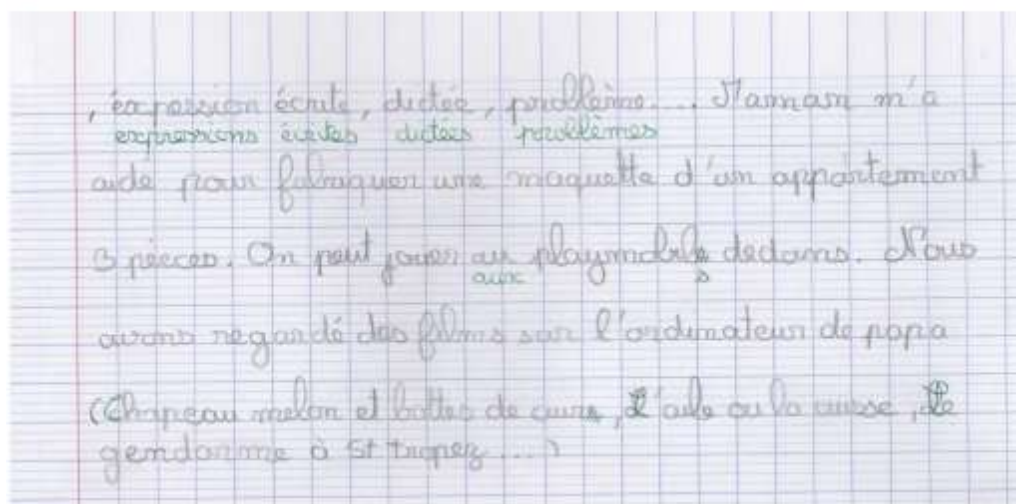 , expression écrite, dictée, problème.... Maman m'a
expressions écrites dictées problèmes
aidé pour fabriquer une maquette d'un appartement
3 pièces. On peut jouer au playmobile dedans. Nous
aux s
avons regardé des films sur l'ordinateur de papa
(Chapeau melon et bottes de cuirs, L'aile ou la cuisse, Le
gendarme à St tropez ....)